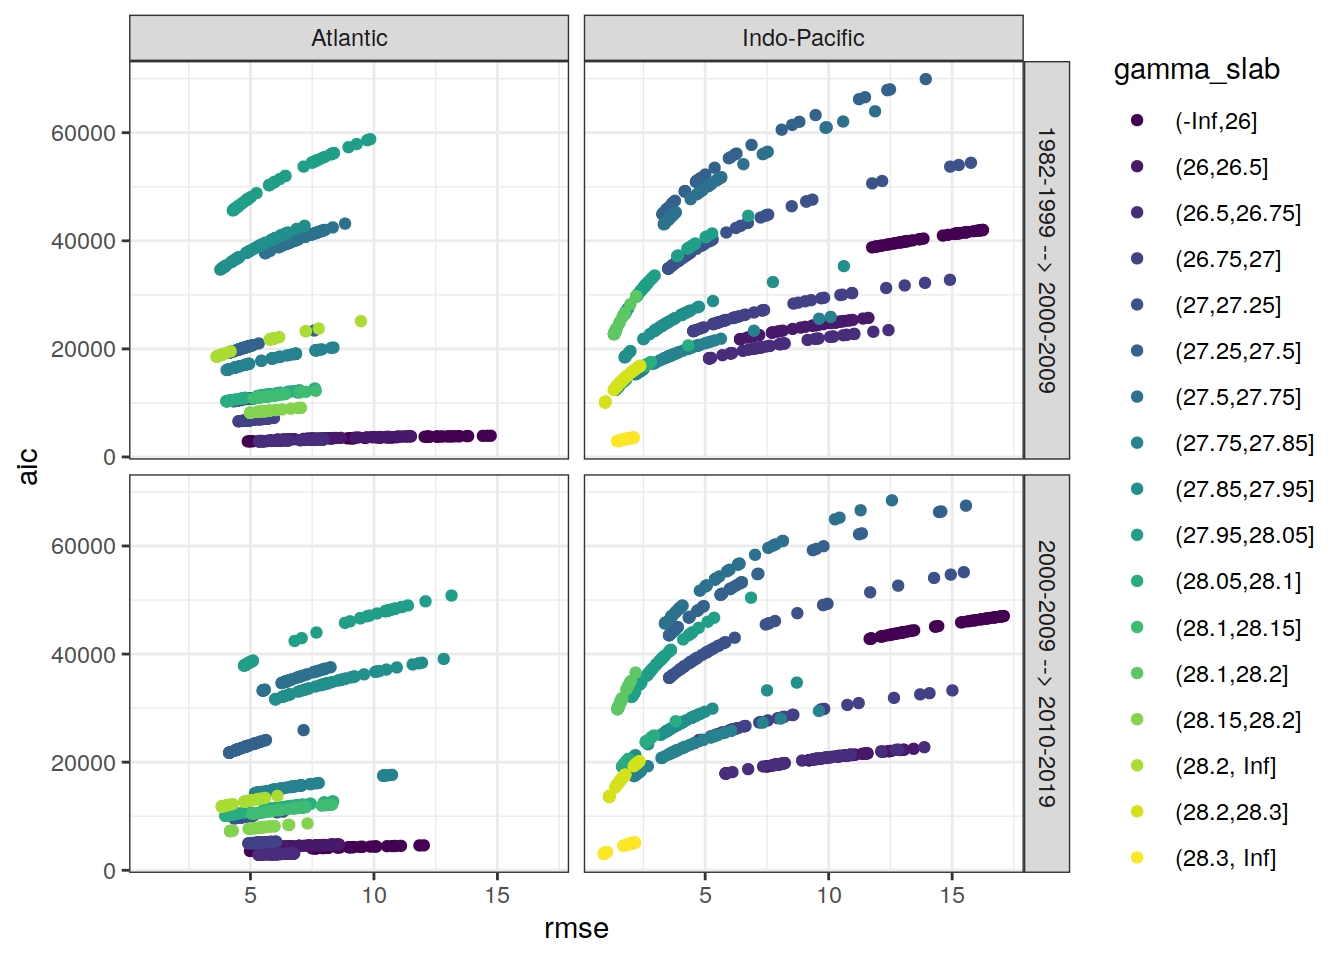 Atlantic
Indo-Pacific
60000
40000
20000
0
1982-1999 --> 2000-2009
60000
40000
20000
0
2000-2009 --> 2010-2019
aic
5
10
15
5
10
15
rmse
gamma_slab
(-Inf,26]
(26,26.5]
(26.5,26.75]
(26.75,27]
(27,27.25]
(27.25,27.5]
(27.5,27.75]
(27.75,27.85]
(27.85,27.95]
(27.95,28.05]
(28.05,28.1]
(28.1,28.15]
(28.1,28.2]
(28.15,28.2]
(28.2, Inf]
(28.2,28.3]
(28.3, Inf]